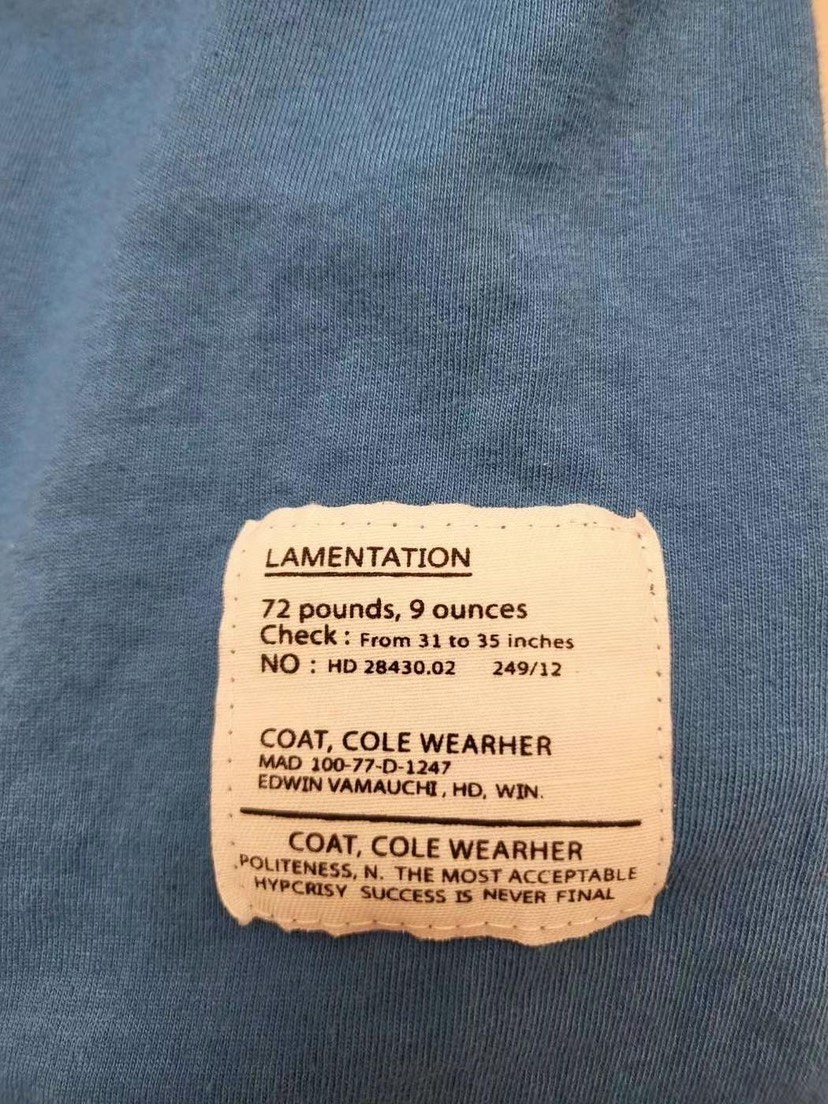 LAMENTATION
72 pounds, 9 ounces
Check : From 31 to 35 inches
NO : HD 28430.02 249/12
COAT, COLE WEARHER
MAD 100-77-D-1247
EDWIN VAMAUCHI, HD, WIN.
COAT, COLE WEARHER
POLITENESS, N. THE MOST ACCEPTABLE
HYPCRISY SUCCESS IS NEVER FINAL